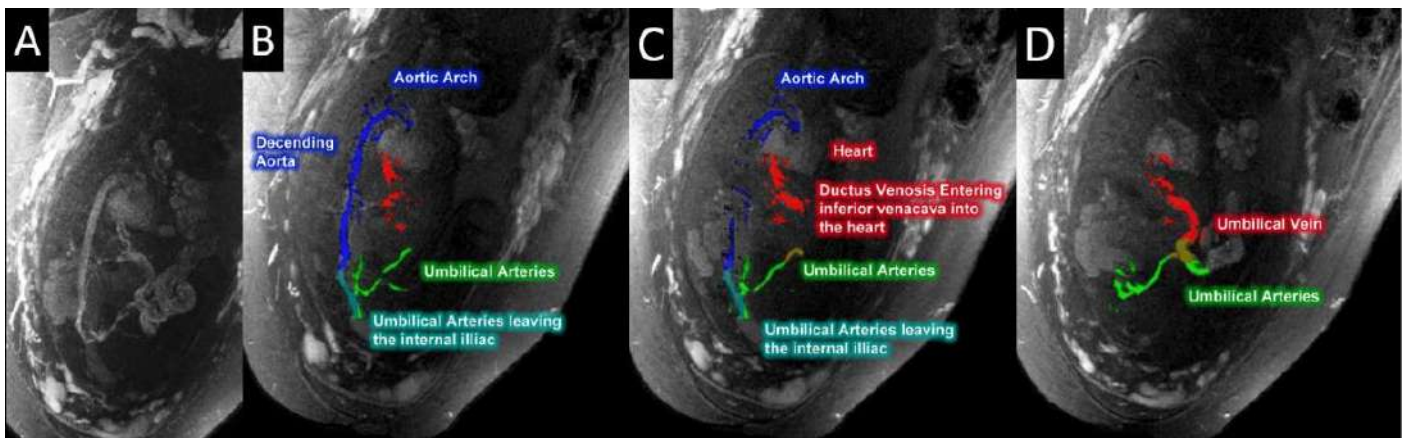 A
B
Aortic Arch
Decending
Aorta
Umbilical Arteries
Umbilical Arteries leaving
the internal illiac
C
Aortic Arch
Heart
Ductus Venosis Entering
inferior venacava into
the heart
Umbilical Arteries
Umbilical Arteries leaving
the internal illiac
D
Umbilical Vein
Umbilical Arteries